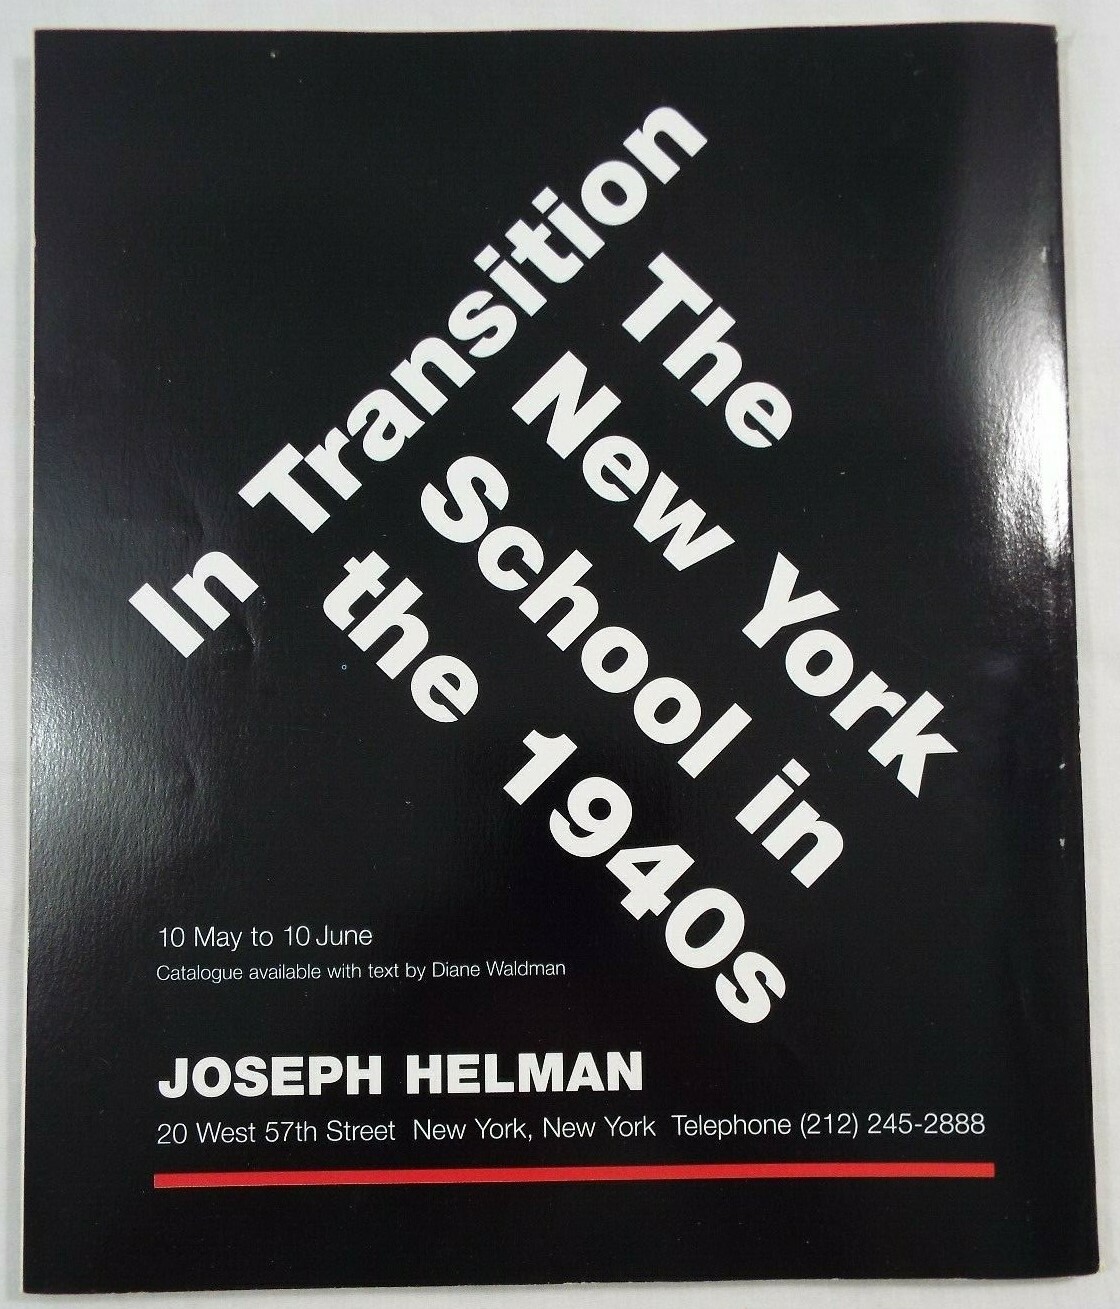 In Transition
The
New York
School in
the 1940s
10 May to 10 June
Catalogue available with text by Diane Waldman
JOSEPH HELMAN
20 West 57th Street New York, New York Telephone (212) 245-2888